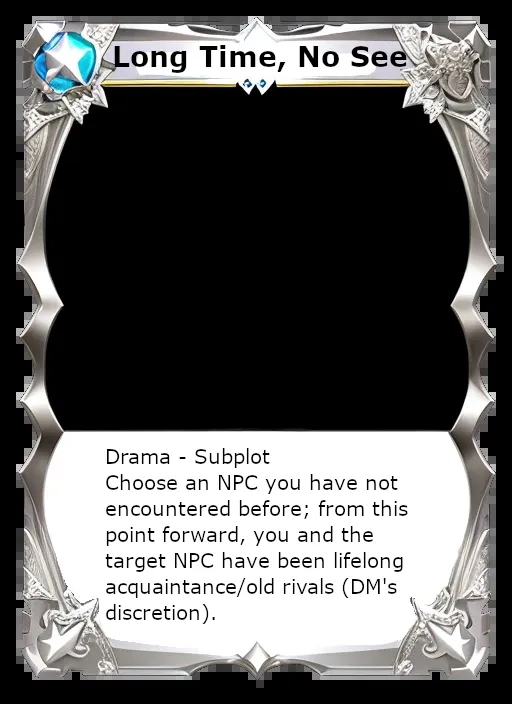 Long Time, No See
Drama - Subplot
Choose an NPC you have not
encountered before; from this
point forward, you and the
target NPC have been lifelong
acquaintance/old rivals (DM's
discretion).